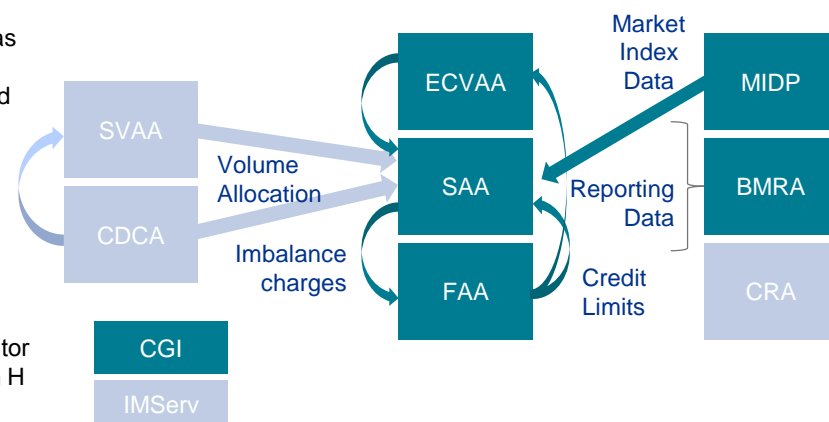 as
d
tor
H
SVAA
CDCA
Volume
Allocation
Imbalance
charges
ECVAA
SAA
FAA
Market
Index
Data
Reporting
Data
Credit
Limits
MIDP
BMRA
CRA
CGI
IMServ